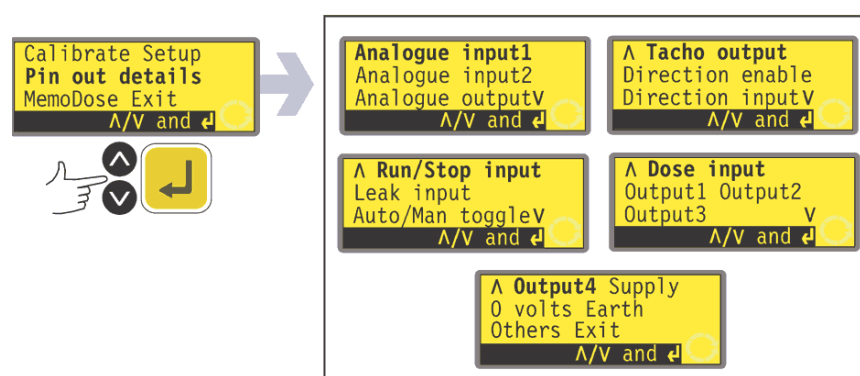 Calibrate Setup
Pin out details
MemoDose Exit
Λ/V and ↲
Analogue input1
Analogue input2
Analogue outputV
Λ/V and ↲
Λ Tacho output
Direction enable
Direction inputV
Λ/V and ↲
Λ Run/Stop input
Leak input
Auto/Man toggleV
Λ/V and ↲
Λ Dose input
Output1 Output2
Output3 V
Λ/V and ↲
Λ Output4 Supply
0 volts Earth
Others Exit
Λ/V and ↲